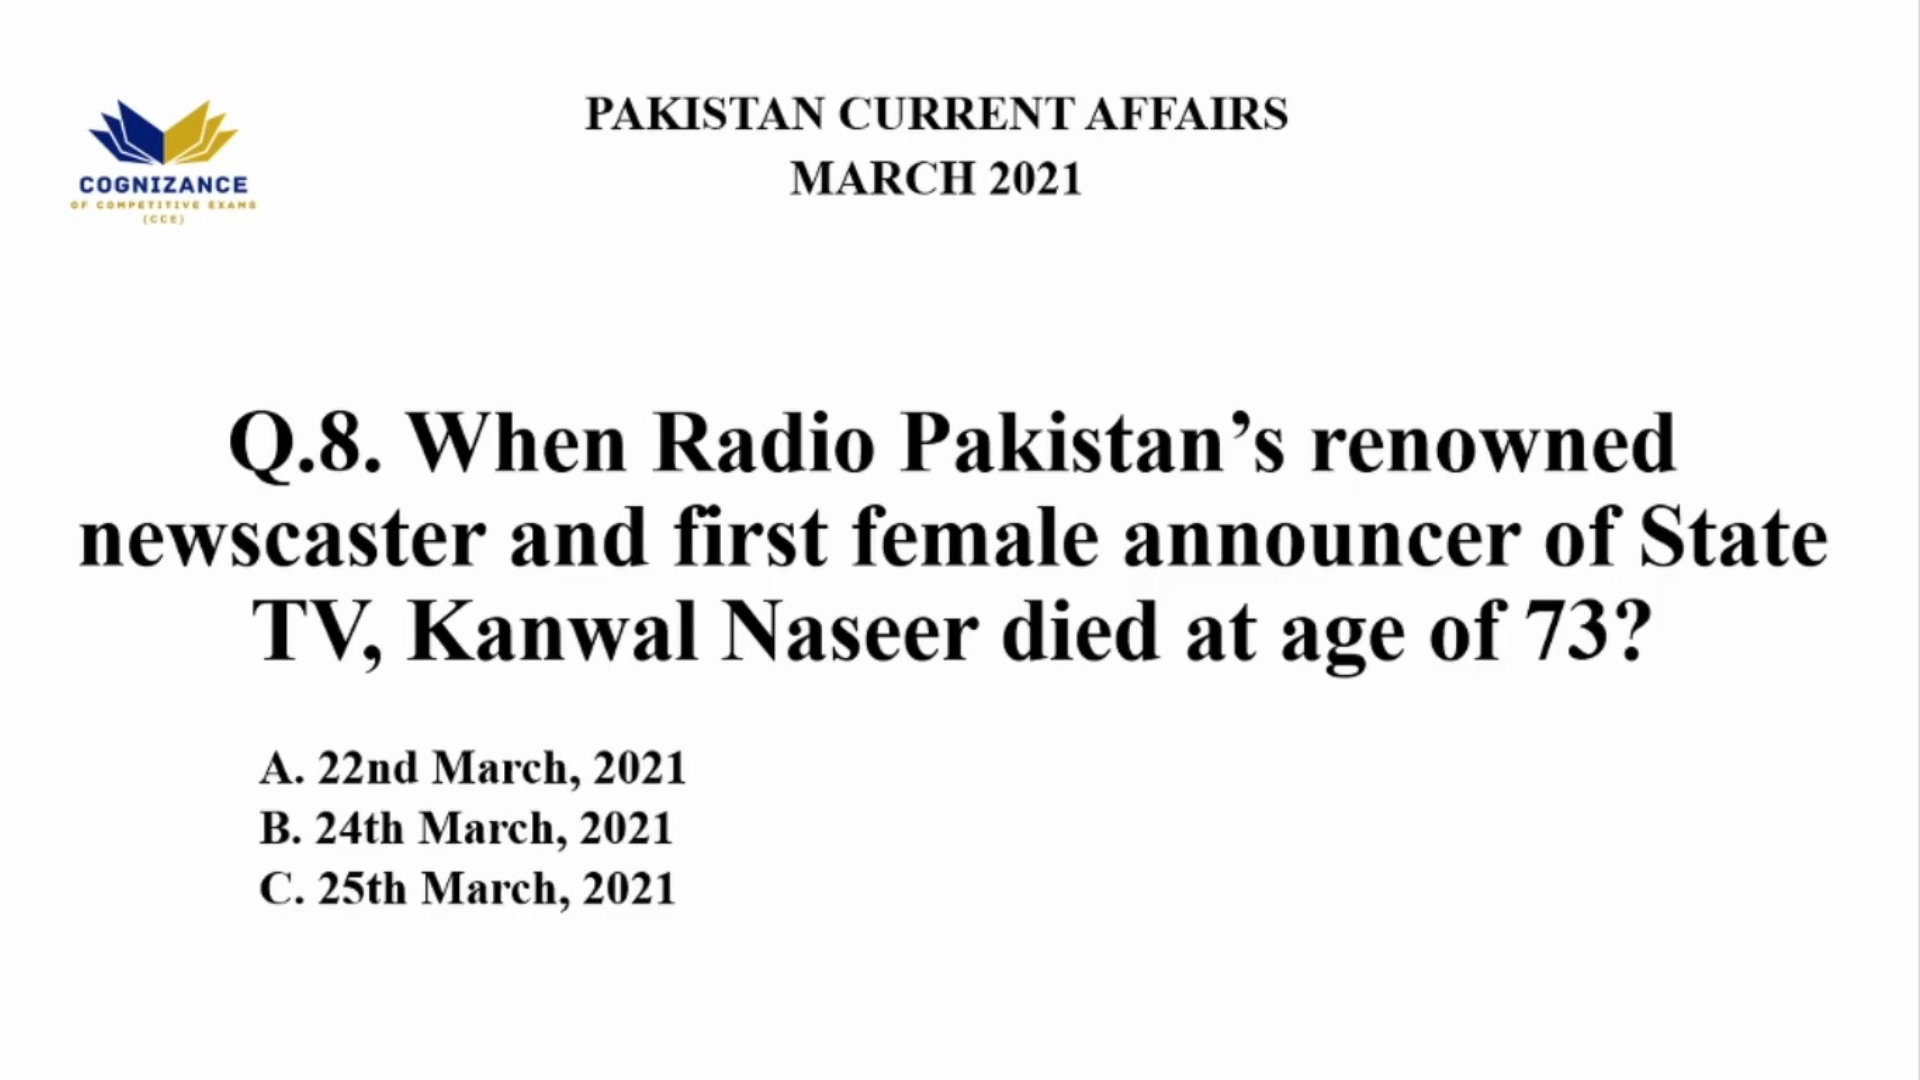 PAKISTAN CURRENT AFFAIRS
MARCH 2021
COGNIZANCE
OF COMPETITIVE EXAMS
(CCE)
Q.8. When Radio Pakistan’s renowned
newscaster and first female announcer of State
TV, Kanwal Naseer died at age of 73?
A. 22nd March, 2021
B. 24th March, 2021
C. 25th March, 2021